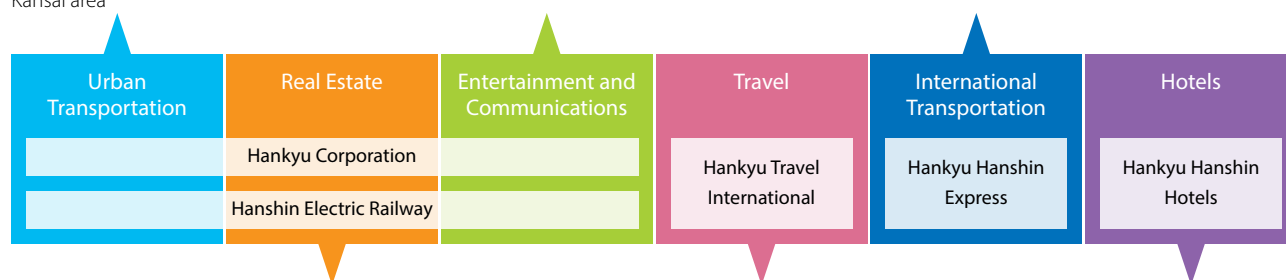 Kansai area
Urban
Transportation
Real Estate
Entertainment and
Communications
Travel
International
Transportation
Hotels
Hankyu Corporation
Hanshin Electric Railway
Hankyu Travel
International
Hankyu Hanshin
Express
Hankyu Hanshin
Hotels